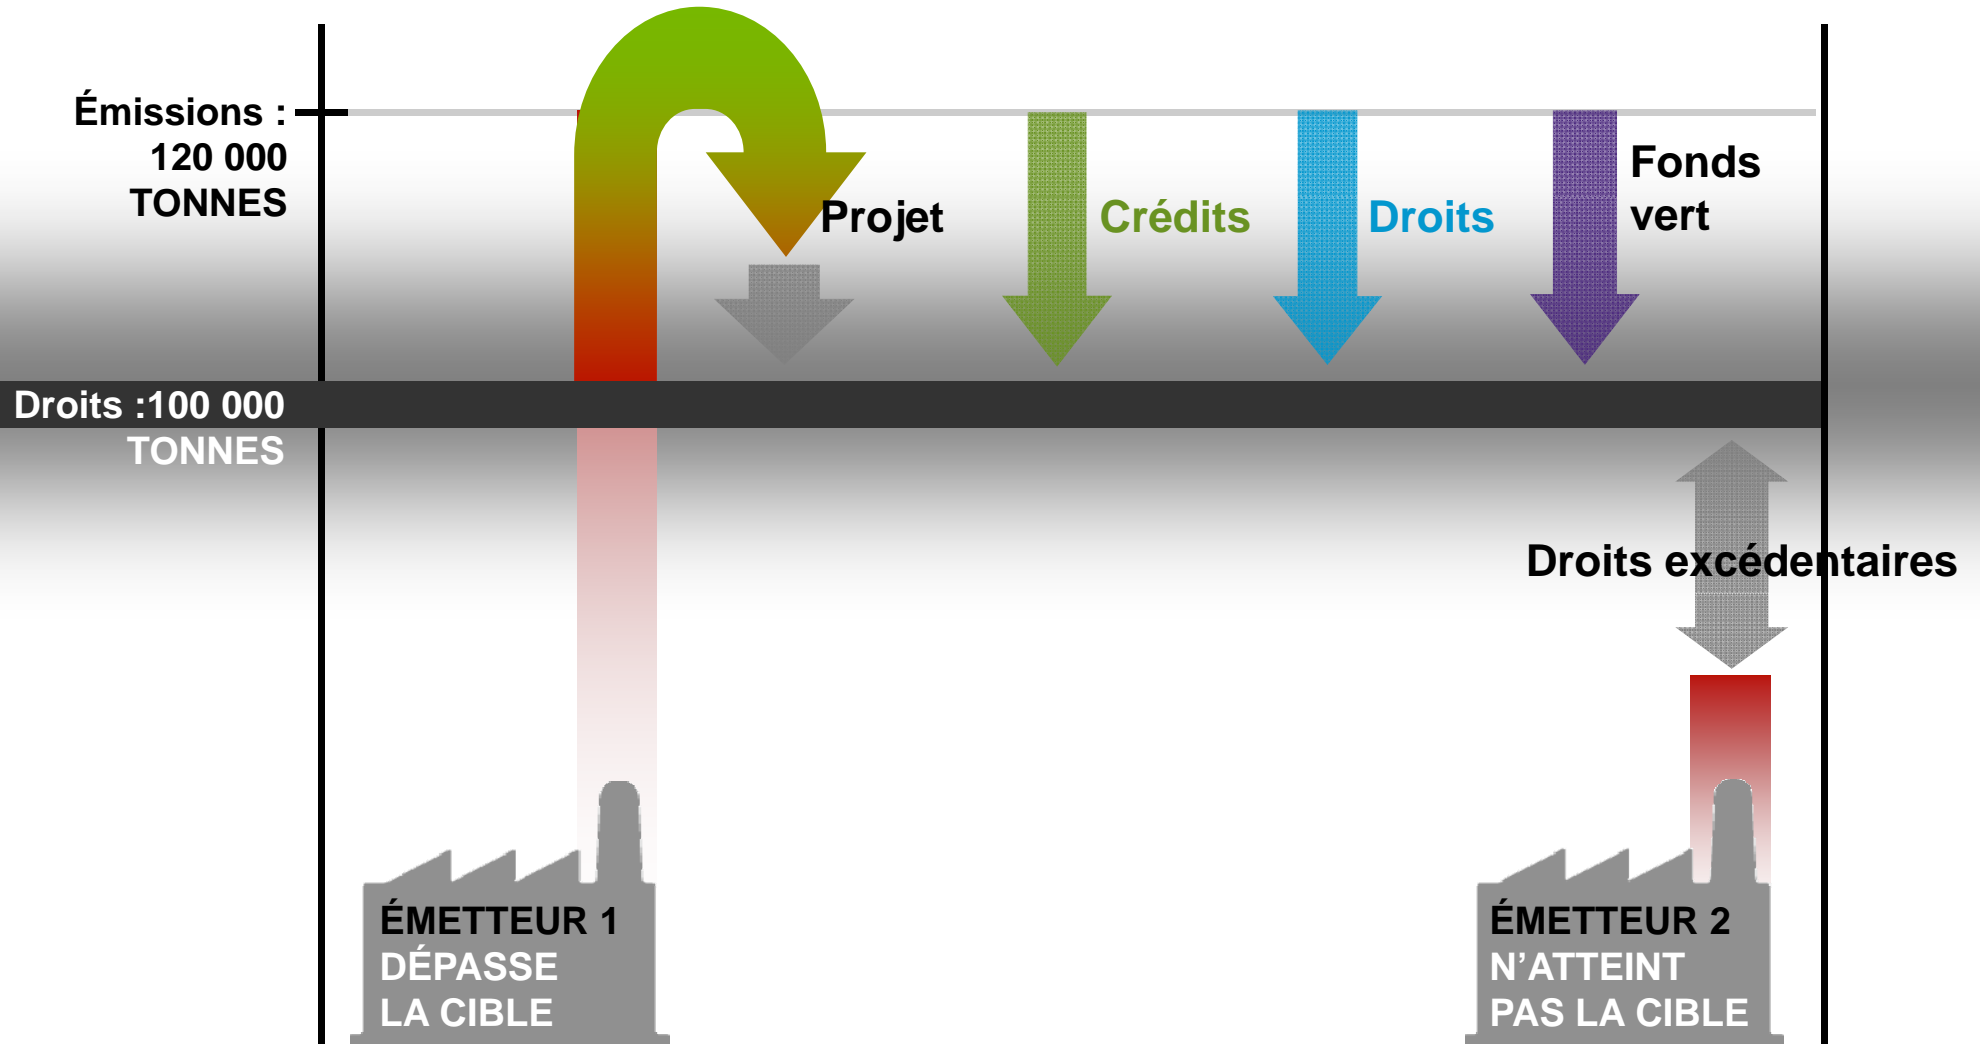 Émissions :
120 000
TONNES
Projet
Crédits
Droits
Fonds
vert
Droits :100 000
TONNES
Droits excédentaires
ÉMETTEUR 1
DÉPASSE
LA CIBLE
ÉMETTEUR 2
N’ATTEINT
PAS LA CIBLE